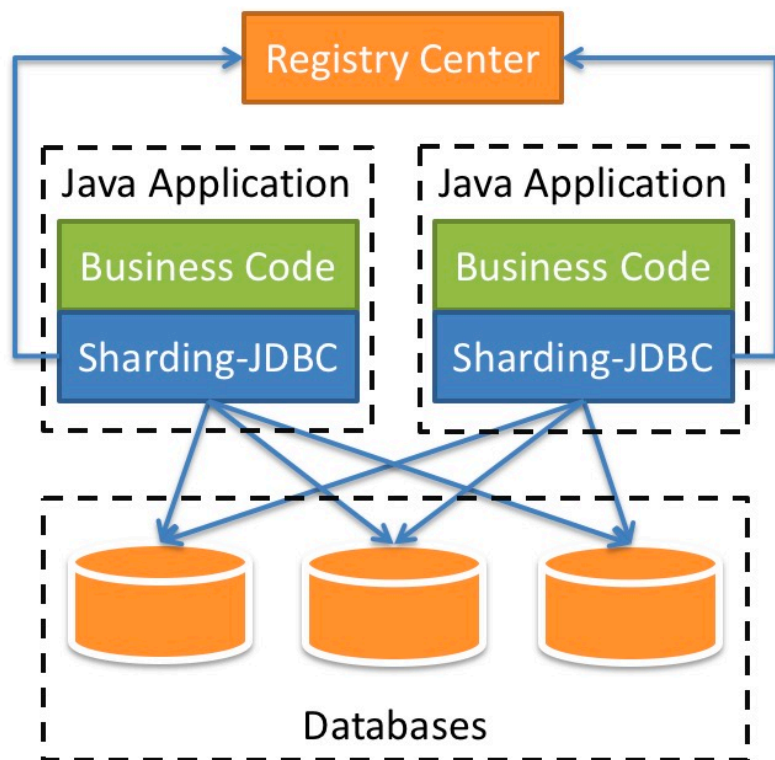 Registry Center
Java Application
Business Code
Sharding-JDBC
Java Application
Business Code
Sharding-JDBC
Databases